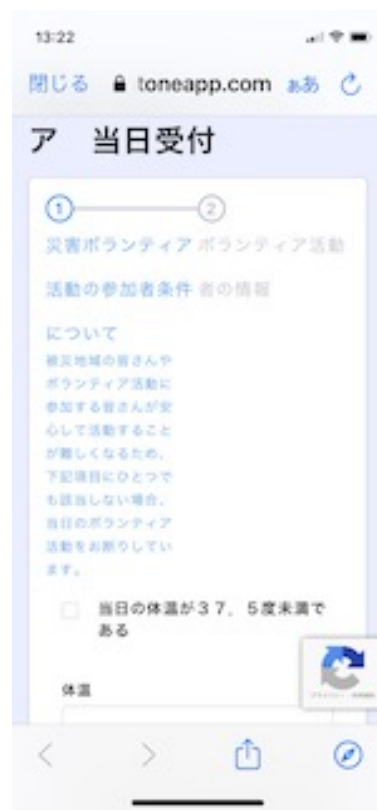 13:22
閉じる toneapp.com ぁあ
ア 当日受付
1 2
災害ボランティア ボランティア活動
活動の参加者条件 者の情報
について
被災地域の皆さんや
ボランティア活動に
参加する皆さんが安
心して活動すること
が難しくなるため、
下記項目にひとつで
も該当しない場合、
当日のボランティア
活動をお断りしてい
ます。
当日の体温が37．5度未満で
ある
体温